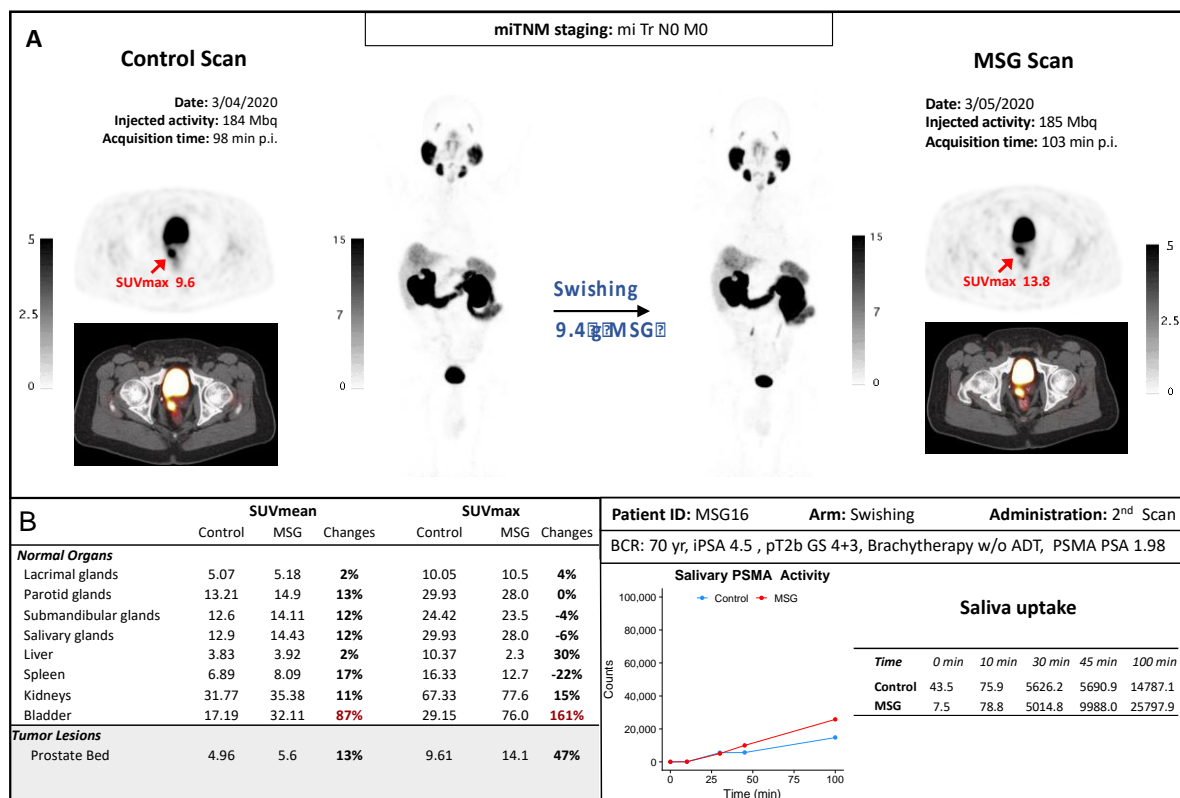 A
miTNM staging: mi Tr N0 M0
Control Scan
Date: 3/04/2020
Injected activity: 184 Mbq
Acquisition time: 98 min p.i.
MSG Scan
Date: 3/05/2020
Injected activity: 185 Mbq
Acquisition time: 103 min p.i.
5
2.5
0
SUVmax 9.6
15
7
0
Swishing
9.4 g MSG
15
7
0
SUVmax 13.8
5
2.5
0
B
SUVmean SUVmax
Control MSG Changes Control MSG Changes
Normal Organs
Lacrimal glands 5.07 5.18 2% 10.05 10.5 4%
Parotid glands 13.21 14.9 13% 29.93 28.0 0%
Submandibular glands 12.6 14.11 12% 24.42 23.5 -4%
Salivary glands 12.9 14.43 12% 29.93 28.0 -6%
Liver 3.83 3.92 2% 10.37 2.3 30%
Spleen 6.89 8.09 17% 16.33 12.7 -22%
Kidneys 31.77 35.38 11% 67.33 77.6 15%
Bladder 17.19 32.11 87% 29.15 76.0 161%
Tumor Lesions
Prostate Bed 4.96 5.6 13% 9.61 14.1 47%
Patient ID: MSG16 Arm: Swishing Administration: 2nd Scan
BCR: 70 yr, iPSA 4.5 , pT2b GS 4+3, Brachytherapy w/o ADT, PSMA PSA 1.98
Salivary PSMA Activity
Control MSG
100,000
80,000
60,000
40,000
20,000
0
Counts
0 25 50 75 100
Time (min)
Saliva uptake
Time 0 min 10 min 30 min 45 min 100 min
Control 43.5 75.9 5626.2 5690.9 14787.1
MSG 7.5 78.8 5014.8 9988.0 25797.9